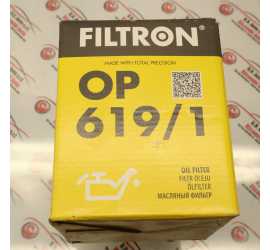 FILTRON®
MADE WITH TOTAL PRECISION
OP
619/1
OIL FILTER
FILTR OLEJU
ÖLFILTER
МАСЛЯНЫЙ ФИЛЬТР